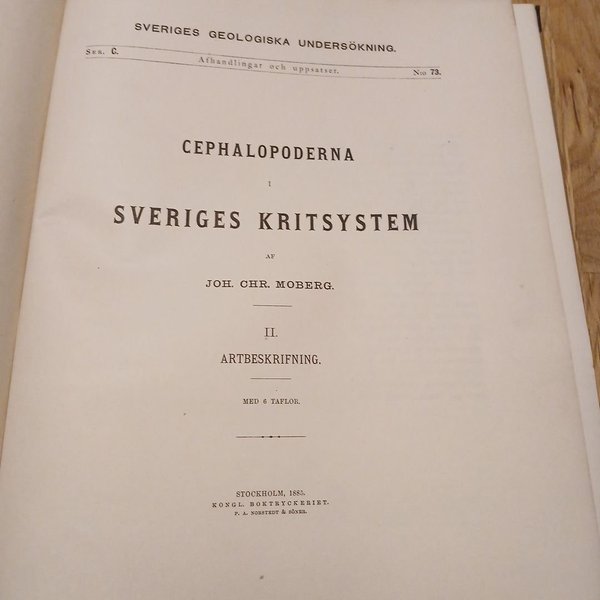 SVERIGES GEOLOGISKA UNDERSÖKNING.
SER. C. Afhandlingar och uppsatser. N:o 73.
CEPHALOPODERNA
I
SVERIGES KRITSYSTEM
AF
JOH. CHR. MOBERG.
II.
ARTBESKRIFNING.
MED 6 TAFLOR.
STOCKHOLM, 1885.
KONGL. BOKTRYCKERIET.
P. A. NORSTEDT & SÖNER.